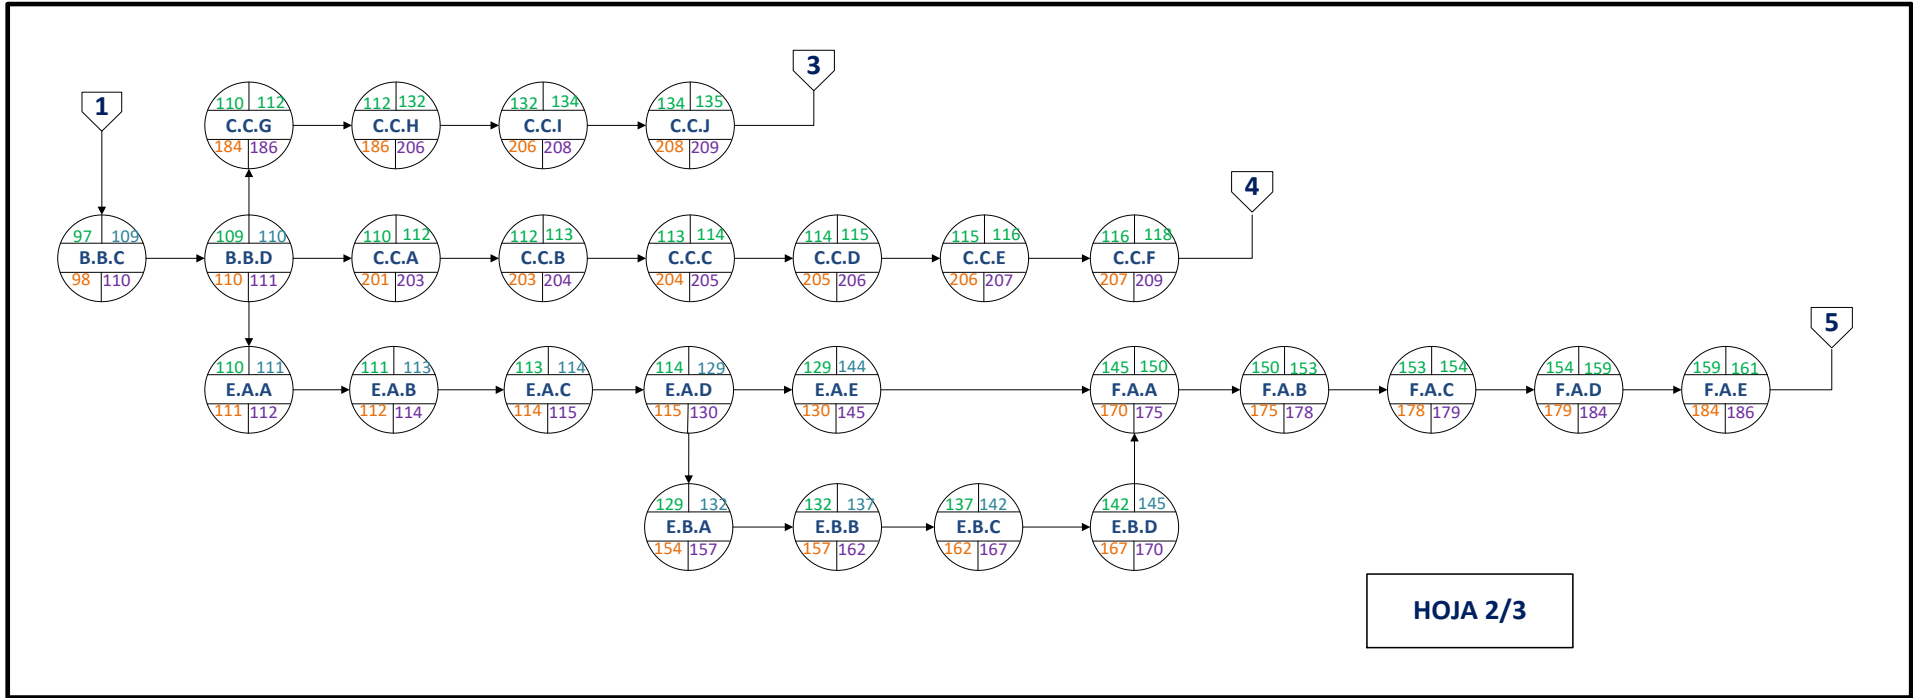 3
1
110 112 112 132 132 134 134 135
C.C.G C.C.H C.C.I C.C.J
184 186 186 206 206 208 208 209
4
97 109 109 110 110 112 112 113 113 114 114 115 115 116 116 118
B.B.C B.B.D C.C.A C.C.B C.C.C C.C.D C.C.E C.C.F
98 110 110 111 201 203 203 204 204 205 205 206 206 207 207 209
5
110 111 111 113 113 114 114 129 129 144 145 150 150 153 153 154 154 159 159 161
E.A.A E.A.B E.A.C E.A.D E.A.E F.A.A F.A.B F.A.C F.A.D F.A.E
111 112 112 114 114 115 115 130 130 145 170 175 175 178 178 179 179 184 184 186
129 132 132 137 137 142 142 145
E.B.A E.B.B E.B.C E.B.D
154 157 157 162 162 167 167 170
HOJA 2/3